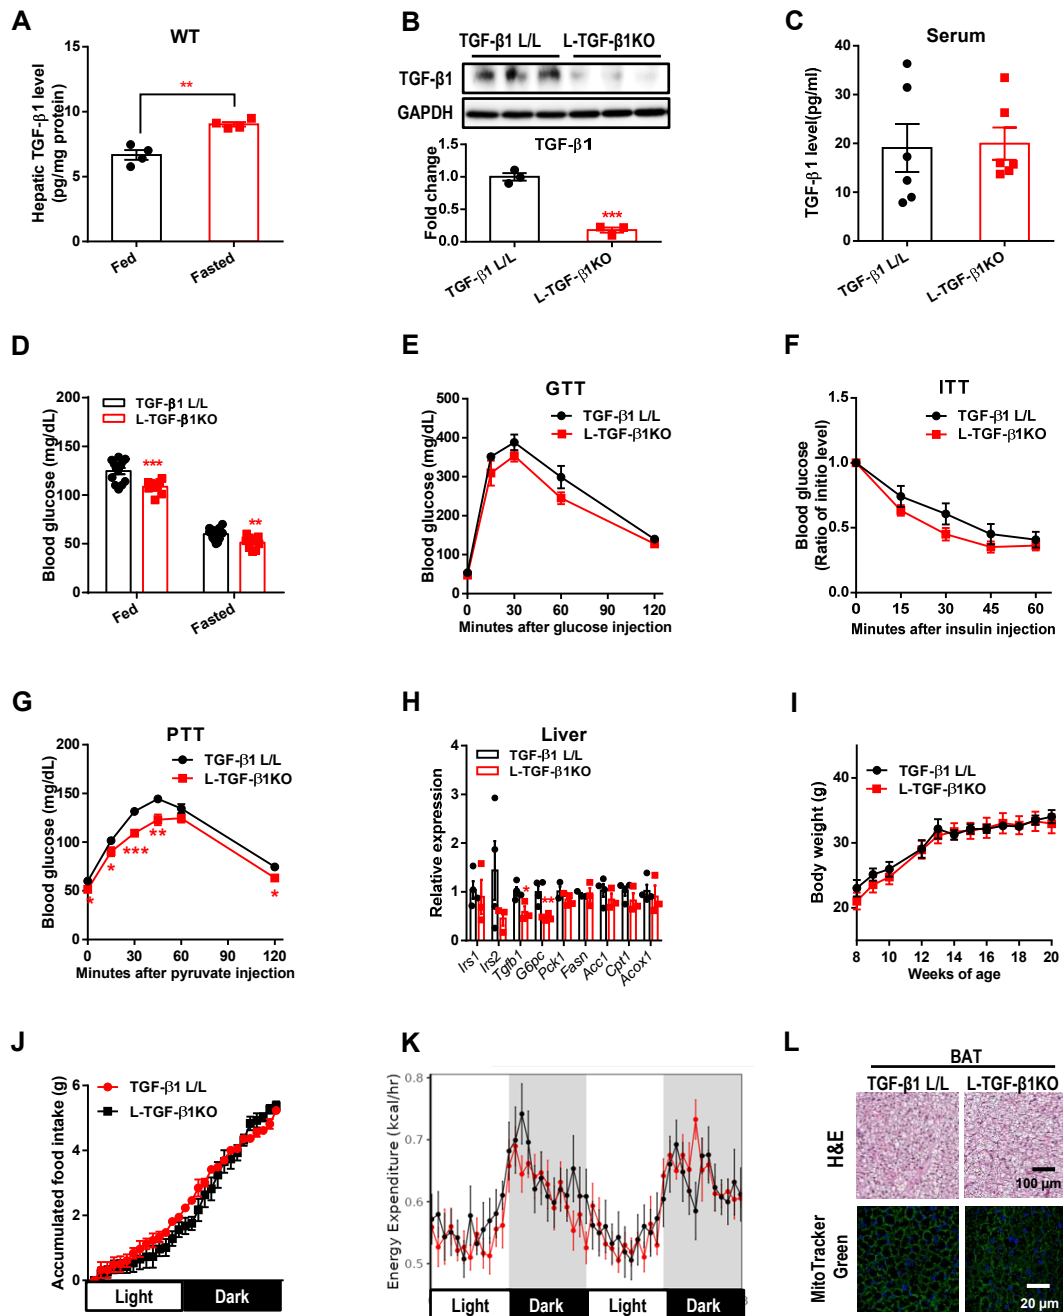 A
WT
Hepatic TGF-β1 level
(pg/mg protein)
15
10
5
0
**
Fed
Fasted
B
TGF-β1 L/L
L-TGF-β1KO
TGF-β1
GAPDH
TGF-β1
Fold change
1.5
1.0
0.5
0.0
***
TGF-β1 L/L
L-TGF-β1KO
C
Serum
TGF-β1 level(pg/ml)
40
30
20
10
0
TGF-β1 L/L
L-TGF-β1KO
D
Blood glucose (mg/dL)
200
150
100
50
0
TGF-β1 L/L
L-TGF-β1KO
***
**
Fed
Fasted
E
GTT
Blood glucose (mg/dL)
500
400
300
200
100
0
TGF-β1 L/L
L-TGF-β1KO
0
30
60
90
120
Minutes after glucose injection
F
ITT
Blood glucose
(Ratio of initio level)
1.5
1.0
0.5
0.0
TGF-β1 L/L
L-TGF-β1KO
0
15
30
45
60
Minutes after insulin injection
G
PTT
Blood glucose (mg/dL)
200
150
100
50
0
TGF-β1 L/L
L-TGF-β1KO
*
*
***
**
*
0
30
60
90
120
Minutes after pyruvate injection
H
Liver
Relative expression
4
3
2
1
0
TGF-β1 L/L
L-TGF-β1KO
*
**
Irs1
Irs2
Tgfb1
G6pc
Pck1
Fasn
Acc1
Cpt1
Acox1
I
Body weight (g)
40
30
20
TGF-β1 L/L
L-TGF-β1KO
8
10
12
14
16
18
20
Weeks of age
J
Accumulated food intake (g)
6
4
2
0
TGF-β1 L/L
L-TGF-β1KO
Light
Dark
K
Energy Expenditure (kcal/hr)
0.8
0.7
0.6
0.5
Light
Dark
Light
Dark
L
BAT
TGF-β1 L/L
L-TGF-β1KO
H&E
100 μm
MitoTracker
Green
20 μm